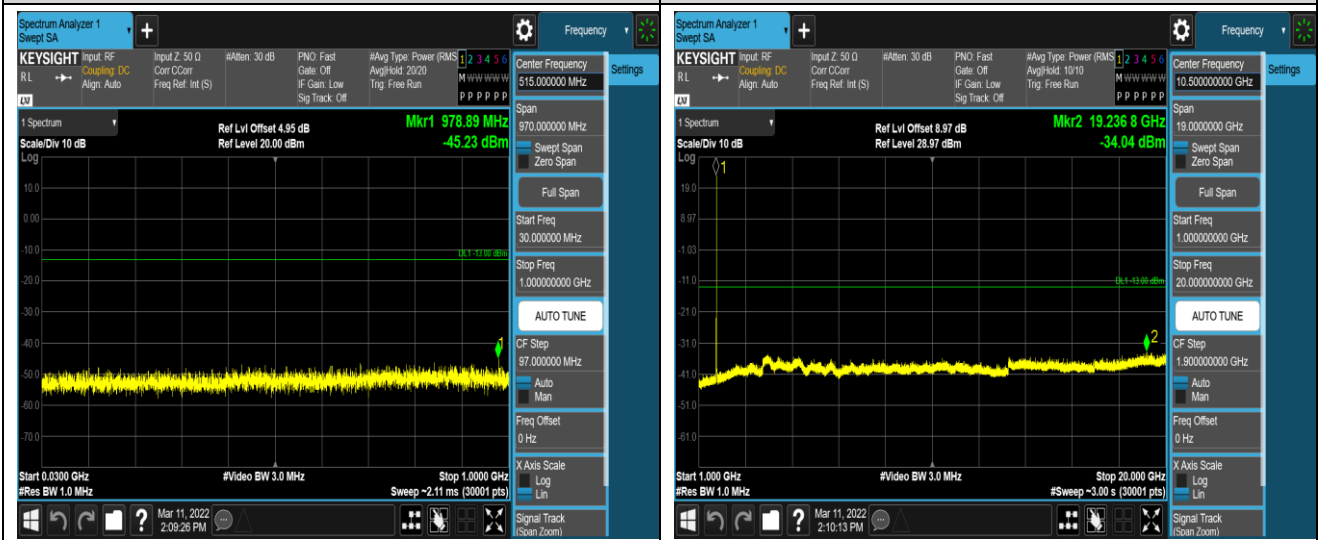 Spectrum Analyzer 1
Swept SA
Frequency
KEYSIGHT
Input: RF
Coupling: DC
Align: Auto
Input Z: 50 Ω
Corr CCorr
Freq Ref: Int (S)
#Atten: 30 dB
PNO: Fast
Gate: Off
IF Gain: Low
Sig Track: Off
#Avg Type: Power (RMS
Avg|Hold: 20/20
Trig: Free Run
1 2 3 4 5 6
M W W W W W
P P P P P P
RL
LXI
Center Frequency
515.000000 MHz
Settings
1 Spectrum
Scale/Div 10 dB
Ref Lvl Offset 4.95 dB
Ref Level 20.00 dBm
Mkr1 978.89 MHz
-45.23 dBm
Span
970.000000 MHz
Swept Span
Zero Span
Full Span
Start Freq
30.000000 MHz
Stop Freq
1.000000000 GHz
AUTO TUNE
CF Step
97.000000 MHz
Auto
Man
Freq Offset
0 Hz
X Axis Scale
Log
Lin
Signal Track
(Span Zoom)
Log
10.0
0.00
-10.0
-20.0
-30.0
-40.0
-50.0
-60.0
-70.0
DL1 -13.00 dBm
1
Start 0.0300 GHz
#Res BW 1.0 MHz
#Video BW 3.0 MHz
Stop 1.0000 GHz
Sweep ~2.11 ms (30001 pts)
Mar 11, 2022
2:09:26 PM
Spectrum Analyzer 1
Swept SA
Frequency
KEYSIGHT
Input: RF
Coupling: DC
Align: Auto
Input Z: 50 Ω
Corr CCorr
Freq Ref: Int (S)
#Atten: 30 dB
PNO: Fast
Gate: Off
IF Gain: Low
Sig Track: Off
#Avg Type: Power (RMS
Avg|Hold: 10/10
Trig: Free Run
1 2 3 4 5 6
M W W W W W
P P P P P P
RL
LXI
Center Frequency
10.500000000 GHz
Settings
1 Spectrum
Scale/Div 10 dB
Ref Lvl Offset 8.97 dB
Ref Level 28.97 dBm
Mkr2 19.236 8 GHz
-34.04 dBm
Span
19.0000000 GHz
Swept Span
Zero Span
Full Span
Start Freq
1.000000000 GHz
Stop Freq
20.000000000 GHz
AUTO TUNE
CF Step
1.900000000 GHz
Auto
Man
Freq Offset
0 Hz
X Axis Scale
Log
Lin
Signal Track
(Span Zoom)
Log
19.0
8.97
-1.03
-11.0
-21.0
-31.0
-41.0
-51.0
-61.0
DL1 -13.00 dBm
1
2
Start 1.000 GHz
#Res BW 1.0 MHz
#Video BW 3.0 MHz
Stop 20.000 GHz
#Sweep ~3.00 s (30001 pts)
Mar 11, 2022
2:10:13 PM